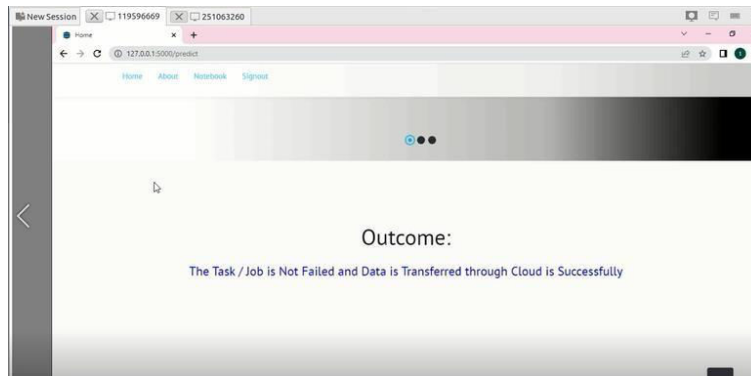 New Session 119596669 251063260
Home
127.0.0.1:5000/predict
Home About Notebook Signout
Outcome:
The Task / Job is Not Failed and Data is Transferred through Cloud is Successfully